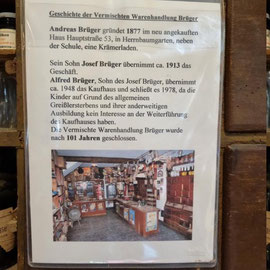 Geschichte der Vermischten Warenhandlung Brüger
Andreas Brüger gründet 1877 im neu angekauften
Haus Hauptstraße 53, in Herrnbaumgarten, neben
der Schule, eine Krämerladen.
Sein Sohn Josef Brüger übernimmt ca. 1913 das
Geschäft.
Alfred Brüger, Sohn des Josef Brüger, übernimmt
ca. 1948 das Kaufhaus und schließt es 1978, da die
Kinder auf Grund des allgemeinen
Greißlersterbens und ihrer anderweitigen
Ausbildung kein Interesse an der Weiterführung
des Kaufhauses haben.
Das Vermischte Warenhandlung Brüger wurde
nach 101 Jahren geschlossen.